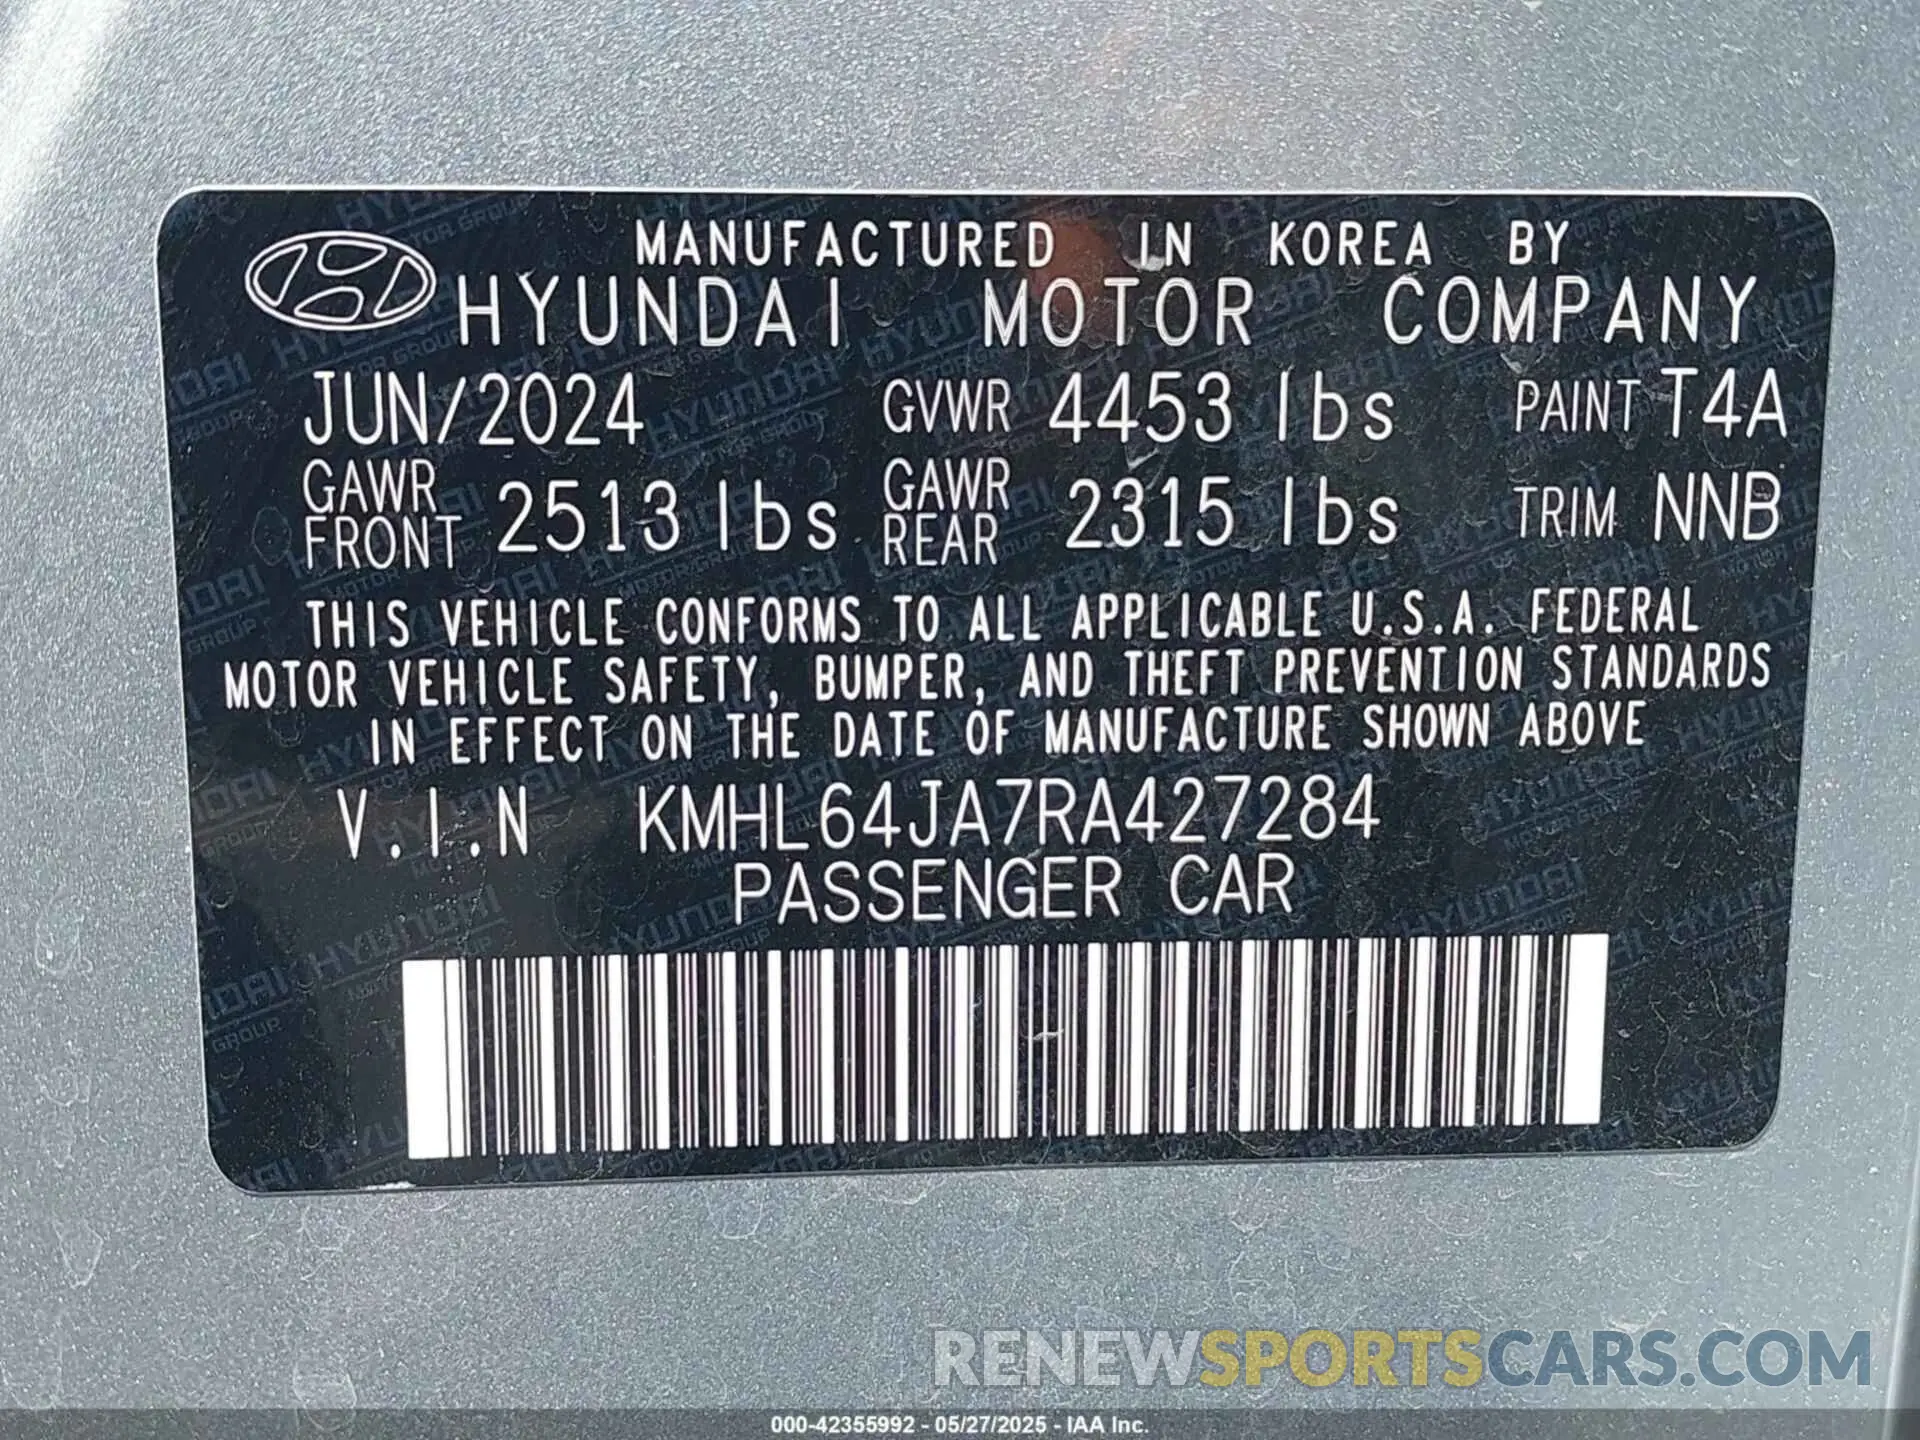 MANUFACTURED IN KOREA BY
HYUNDAI MOTOR COMPANY
JUN/2024 GVWR 4453 lbs PAINT T4A
GAWR FRONT 2513 lbs GAWR REAR 2315 lbs TRIM NNB
THIS VEHICLE CONFORMS TO ALL APPLICABLE U.S.A. FEDERAL
MOTOR VEHICLE SAFETY, BUMPER, AND THEFT PREVENTION STANDARDS
IN EFFECT ON THE DATE OF MANUFACTURE SHOWN ABOVE
V.I.N KMHL64JA7RA427284
PASSENGER CAR
RENEWSPORTSCARS.COM
000-42355992 - 05/27/2025 - IAA Inc.